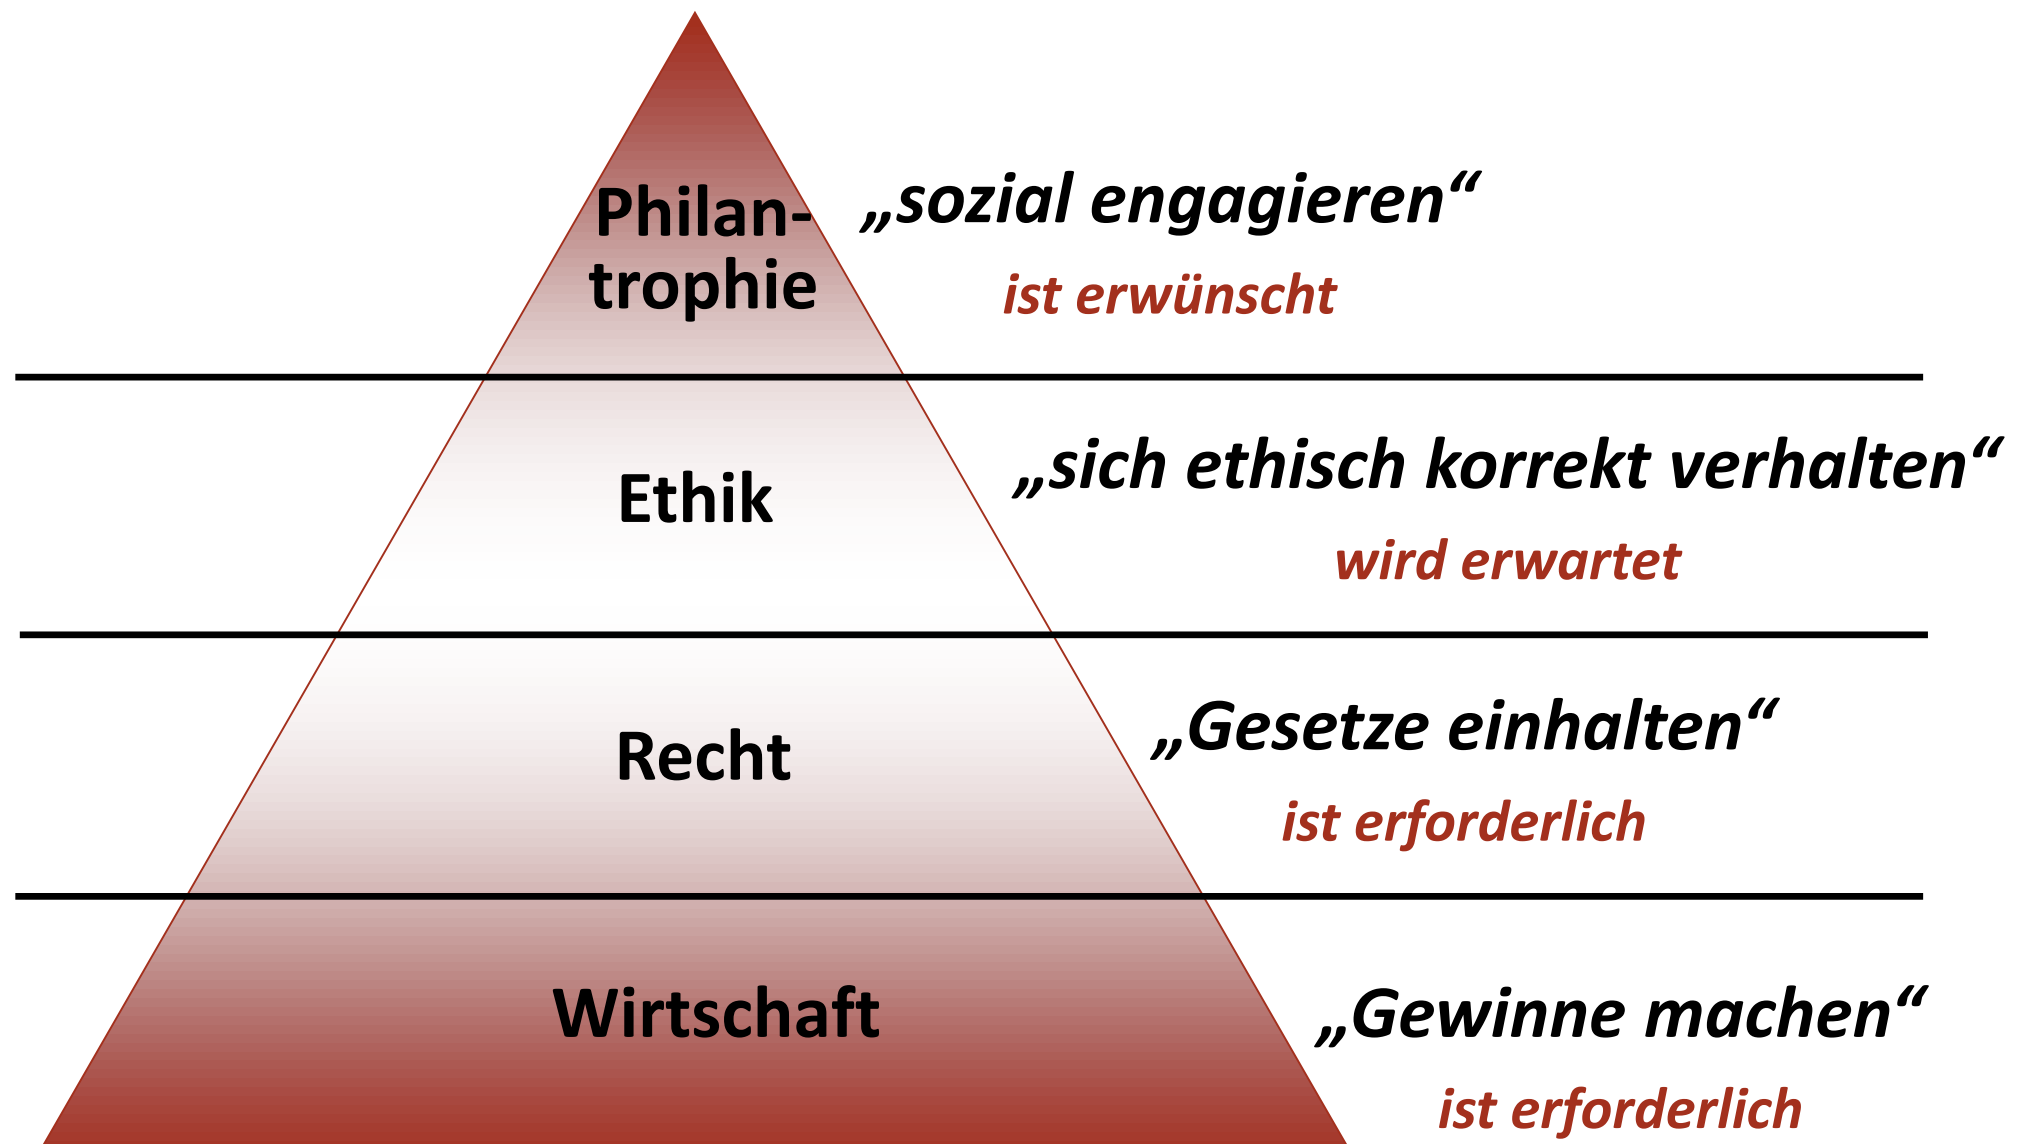 Philan-
trophie
„sozial engagieren“
ist erwünscht
Ethik
„sich ethisch korrekt verhalten“
wird erwartet
Recht
„Gesetze einhalten“
ist erforderlich
Wirtschaft
„Gewinne machen“
ist erforderlich